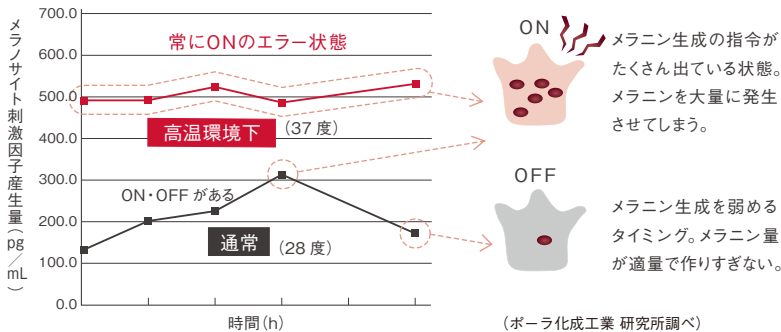 メラノサイト刺激因子産生量(pg/mL)
700.0
600.0
500.0
400.0
300.0
200.0
100.0
0.0
常にONのエラー状態
高温環境下(37度)
ON・OFFがある
通常(28度)
時間(h)
ON
メラニン生成の指令が
たくさん出ている状態。
メラニンを大量に発生
させてしまう。
OFF
メラニン生成を弱める
タイミング。メラニン量
が適量で作りすぎない。
(ポーラ化成工業 研究所調べ)